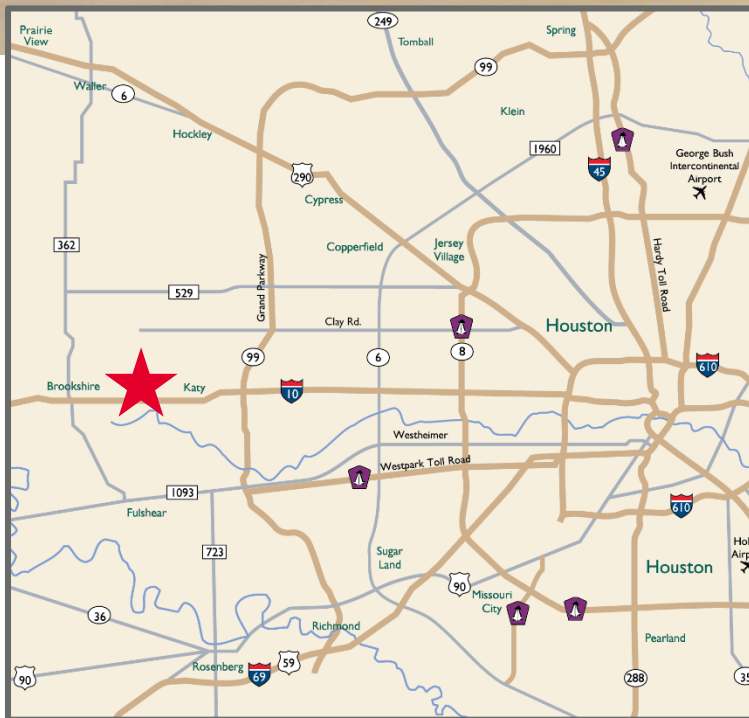 Prairie
View
249
Tomball
Spring
99
Waller
6
Hockley
Klein
1960
45
George Bush
Intercontinental
Airport
290
Cypress
362
Copperfield
Jersey
Village
Hardy Toll Road
Grand Parkway
529
Clay Rd.
Houston
99
6
8
610
Brookshire
Katy
10
Westheimer
Westpark Toll Road
1093
Fulshear
610
723
Sugar
Land
Houston
90
Missouri
City
36
Richmond
Pearland
Rosenberg
59
69
90
288
35